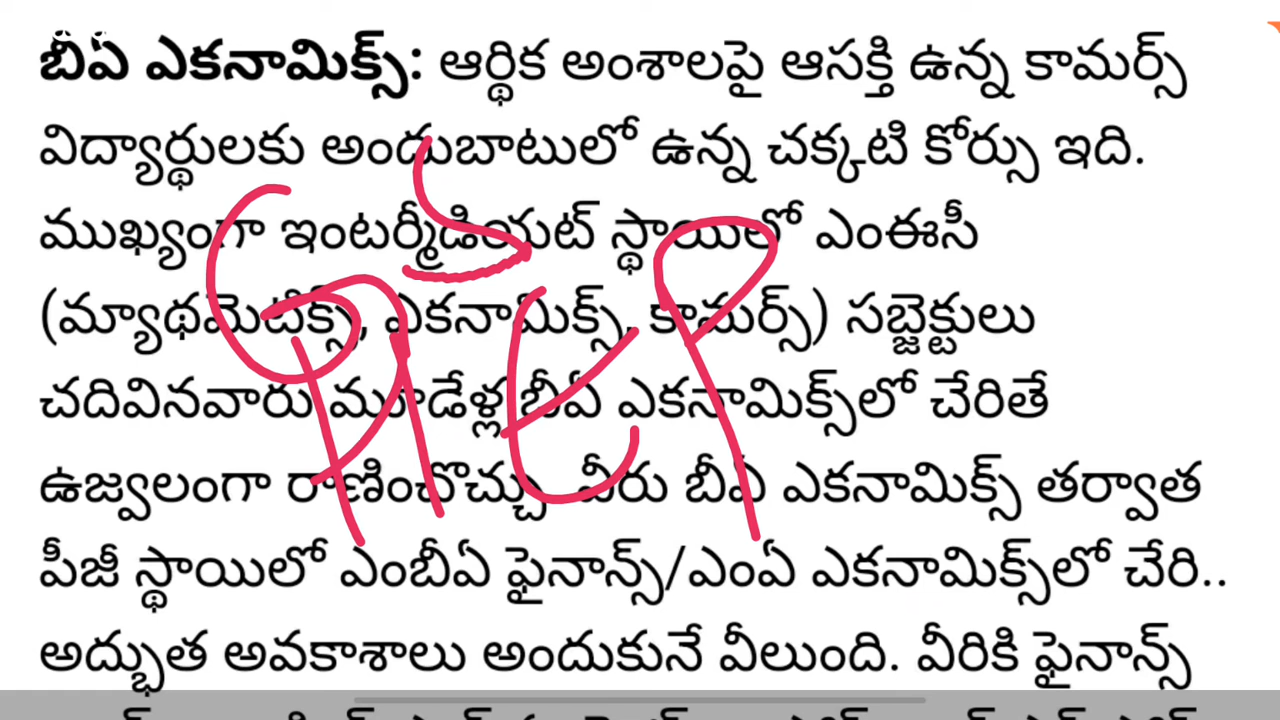 బీఏ ఎకనామిక్స్: ఆర్థిక అంశాలపై ఆసక్తి ఉన్న కామర్స్
విద్యార్థులకు అందుబాటులో ఉన్న చక్కటి కోర్సు ఇది.
ముఖ్యంగా ఇంటర్మీడియట్ స్థాయిలో ఎంఈసీ
(మ్యాథమెటిక్స్, ఎకనామిక్స్, కామర్స్) సబ్జెక్టులు
చదివినవారు మూడేళ్ల బీఏ ఎకనామిక్స్‌లో చేరితే
ఉజ్వలంగా రాణించొచ్చు. వీరు బీఏ ఎకనామిక్స్ తర్వాత
పీజీ స్థాయిలో ఎంబీఏ ఫైనాన్స్/ఎంఏ ఎకనామిక్స్‌లో చేరి..
అద్భుత అవకాశాలు అందుకునే వీలుంది. వీరికి ఫైనాన్స్